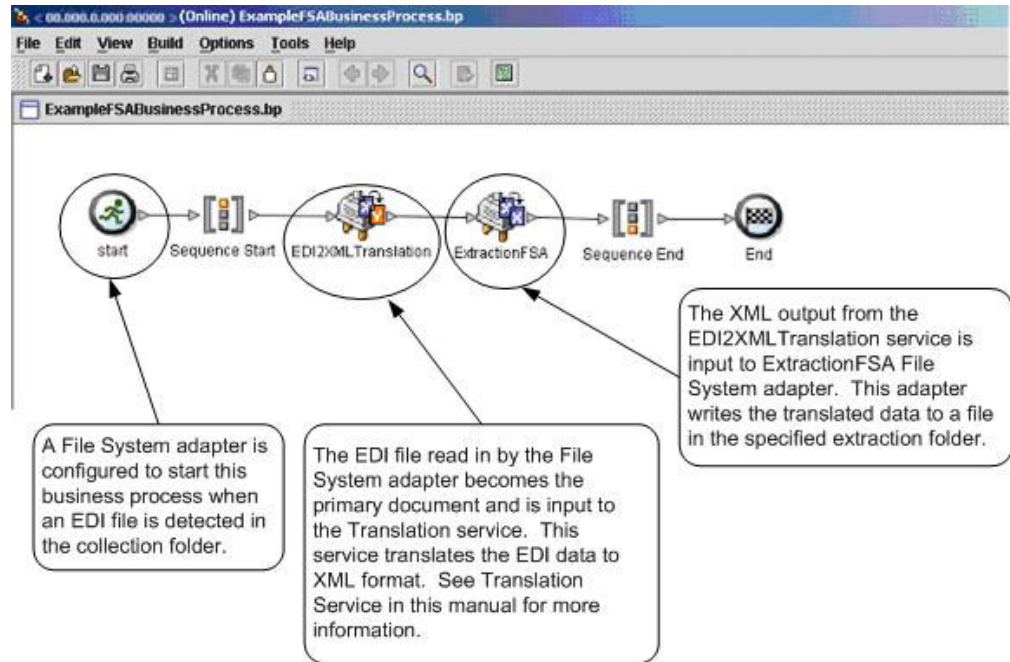 < 00.000.0.000 00000 > (Online) ExampleFSABusinessProcess.bp
File Edit View Build Options Tools Help
ExampleFSABusinessProcess.bp
start
Sequence Start
EDI2XMLTranslation
ExtractionFSA
Sequence End
End
A File System adapter is
configured to start this
business process when
an EDI file is detected in
the collection folder.
The EDI file read in by the File
System adapter becomes the
primary document and is input to
the Translation service. This
service translates the EDI data to
XML format. See Translation
Service in this manual for more
information.
The XML output from the
EDI2XMLTranslation service is
input to ExtractionFSA File
System adapter. This adapter
writes the translated data to a file
in the specified extraction folder.